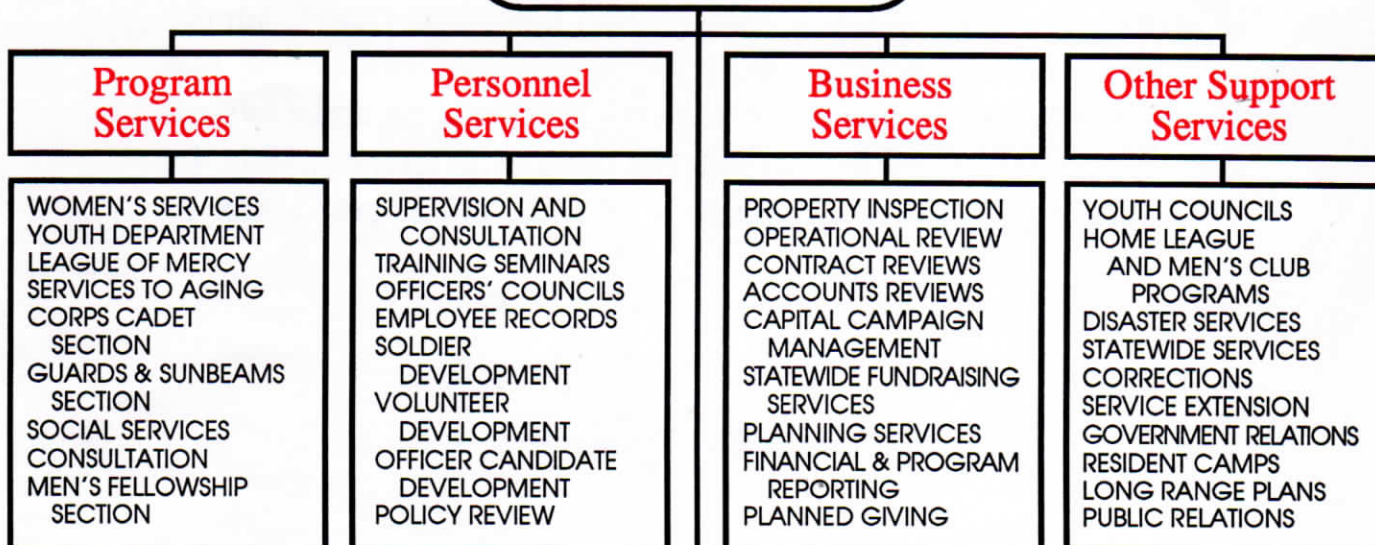 Program
Services
WOMEN'S SERVICES
YOUTH DEPARTMENT
LEAGUE OF MERCY
SERVICES TO AGING
CORPS CADET
SECTION
GUARDS & SUNBEAMS
SECTION
SOCIAL SERVICES
CONSULTATION
MEN'S FELLOWSHIP
SECTION
Personnel
Services
SUPERVISION AND
CONSULTATION
TRAINING SEMINARS
OFFICERS' COUNCILS
EMPLOYEE RECORDS
SOLDIER
DEVELOPMENT
VOLUNTEER
DEVELOPMENT
OFFICER CANDIDATE
DEVELOPMENT
POLICY REVIEW
Business
Services
PROPERTY INSPECTION
OPERATIONAL REVIEW
CONTRACT REVIEWS
ACCOUNTS REVIEWS
CAPITAL CAMPAIGN
MANAGEMENT
STATEWIDE FUNDRAISING
SERVICES
PLANNING SERVICES
FINANCIAL & PROGRAM
REPORTING
PLANNED GIVING
Other Support
Services
YOUTH COUNCILS
HOME LEAGUE
AND MEN'S CLUB
PROGRAMS
DISASTER SERVICES
STATEWIDE SERVICES
CORRECTIONS
SERVICE EXTENSION
GOVERNMENT RELATIONS
RESIDENT CAMPS
LONG RANGE PLANS
PUBLIC RELATIONS